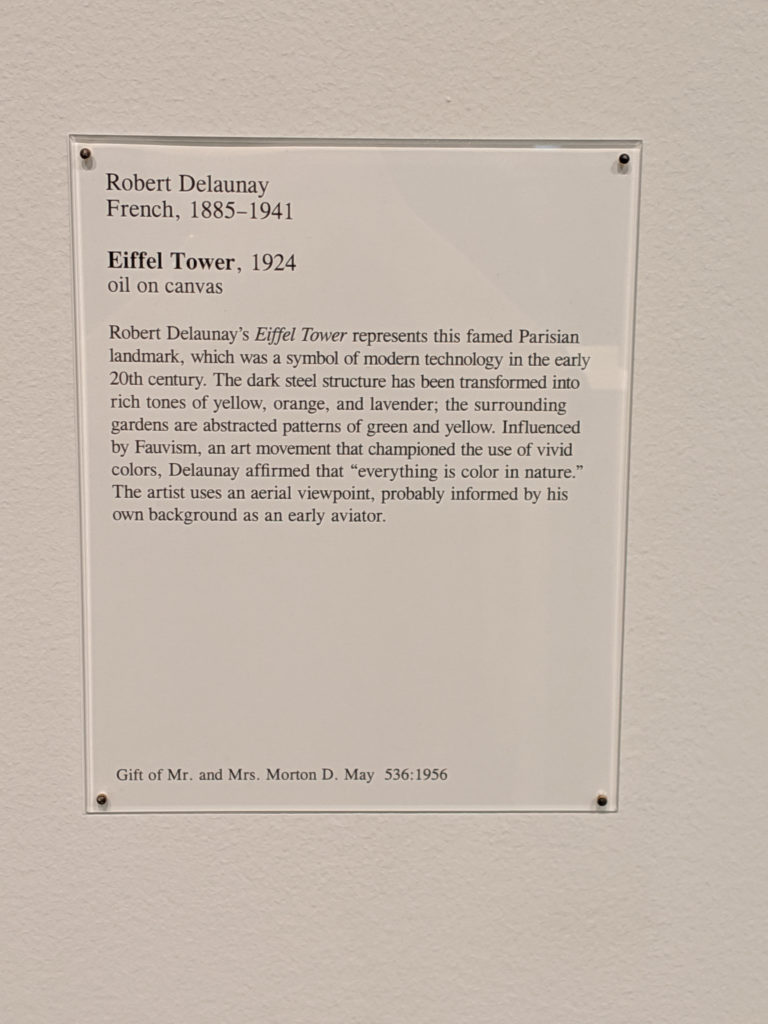 Robert Delaunay
French, 1885–1941
Eiffel Tower, 1924
oil on canvas
Robert Delaunay's Eiffel Tower represents this famed Parisian
landmark, which was a symbol of modern technology in the early
20th century. The dark steel structure has been transformed into
rich tones of yellow, orange, and lavender; the surrounding
gardens are abstracted patterns of green and yellow. Influenced
by Fauvism, an art movement that championed the use of vivid
colors, Delaunay affirmed that “everything is color in nature.”
The artist uses an aerial viewpoint, probably informed by his
own background as an early aviator.
Gift of Mr. and Mrs. Morton D. May 536:1956